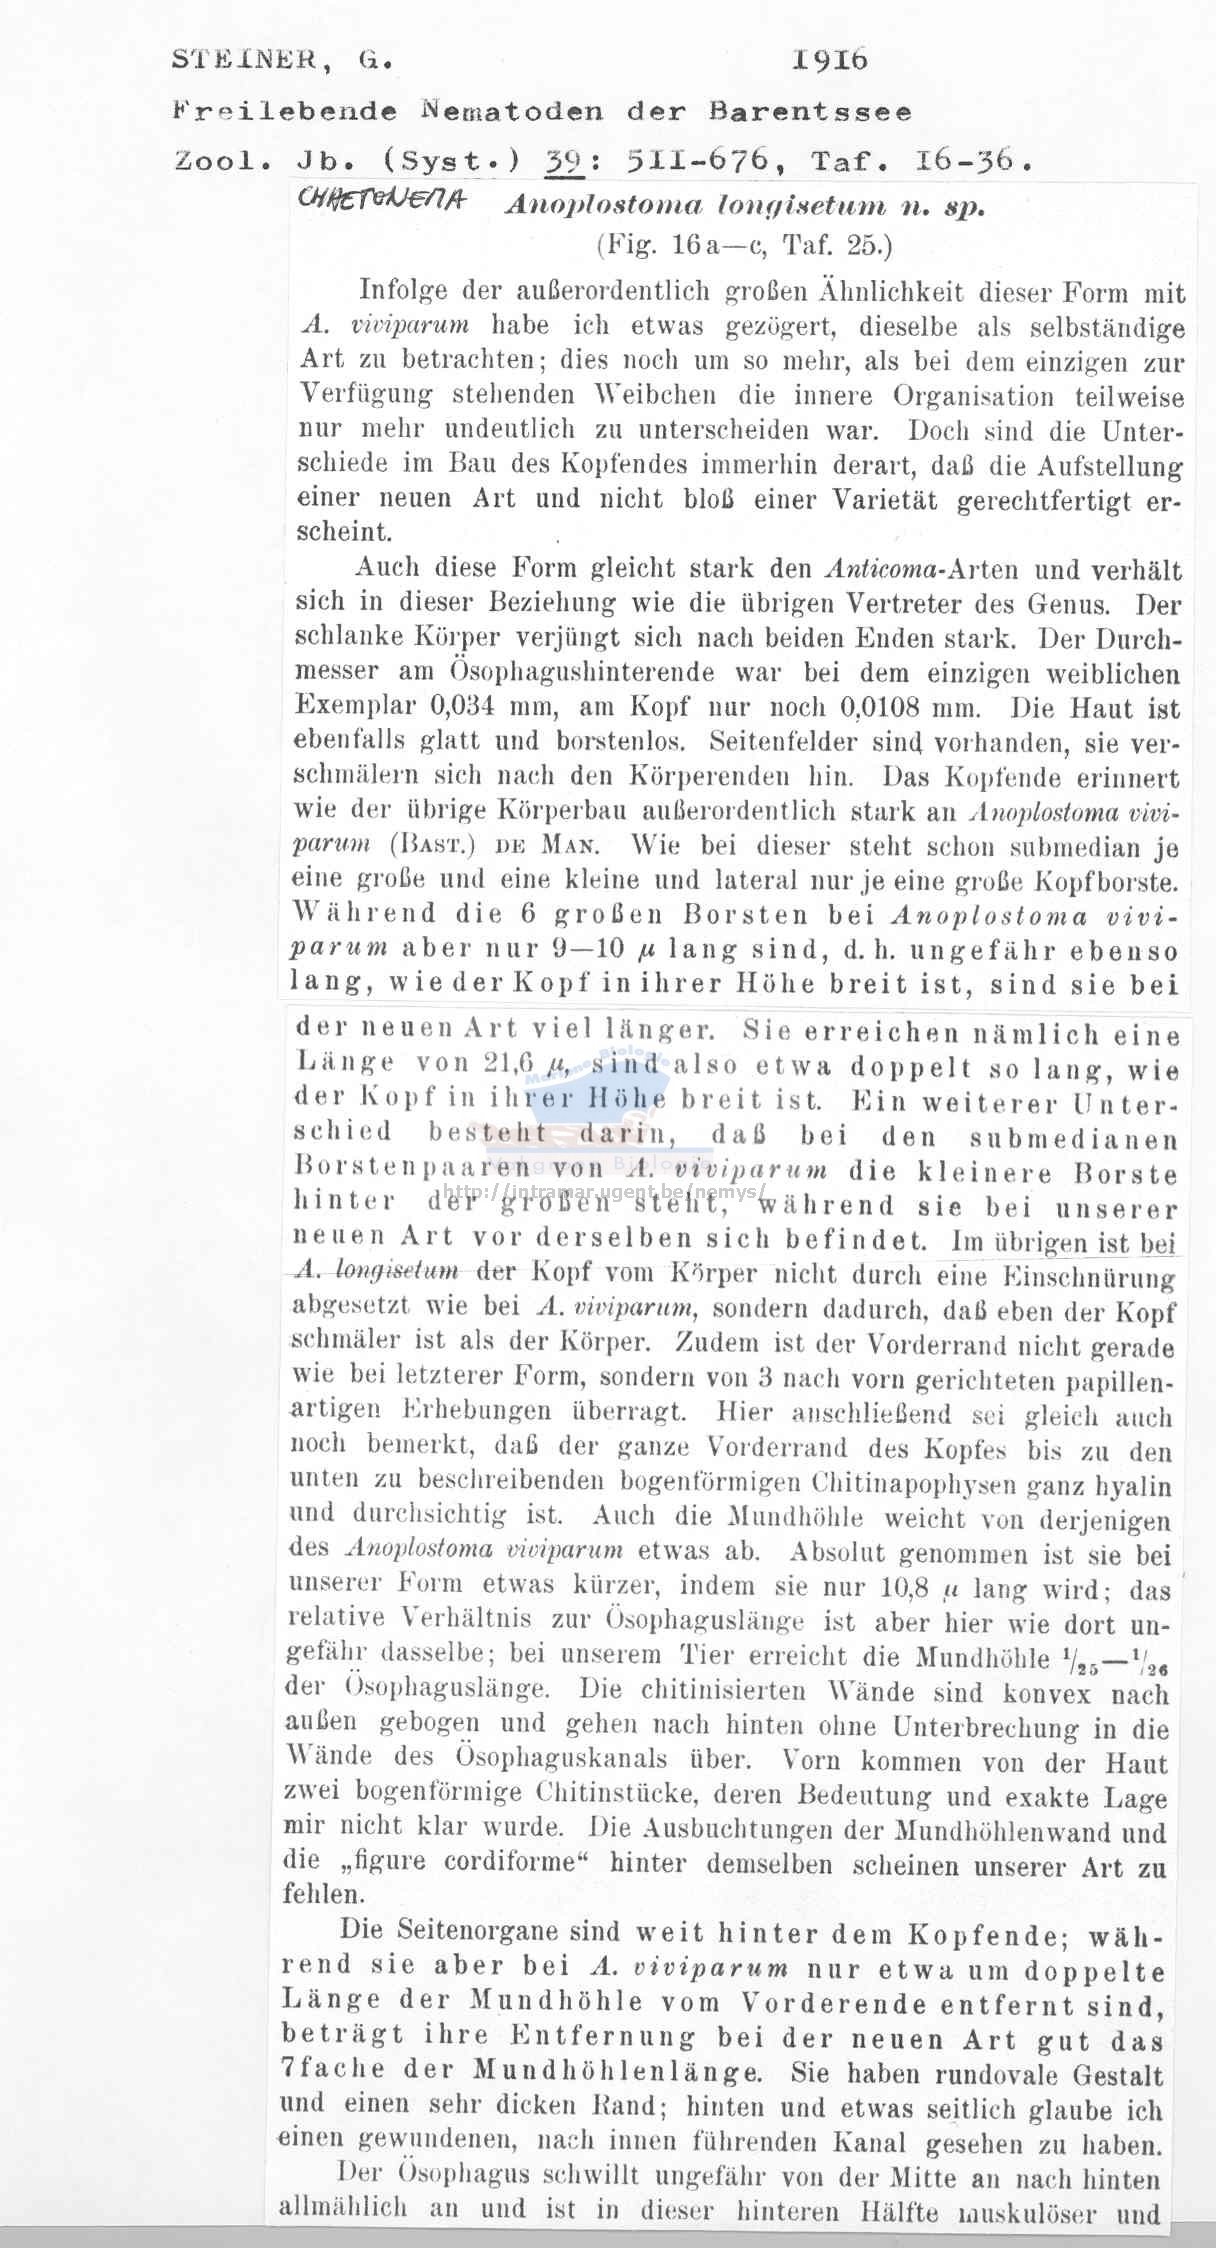 STEINER, G. 1916
Freilebende Nematoden der Barentssee
Zool. Jb. (Syst.) 39: 511-676, Taf. 16-36.
CHAETONEMA Anoplostoma longisetum n. sp.
(Fig. 16a—c, Taf. 25.)
Infolge der außerordentlich großen Ähnlichkeit dieser Form mit
A. viviparum habe ich etwas gezögert, dieselbe als selbständige
Art zu betrachten; dies noch um so mehr, als bei dem einzigen zur
Verfügung stehenden Weibchen die innere Organisation teilweise
nur mehr undeutlich zu unterscheiden war. Doch sind die Unter-
schiede im Bau des Kopfendes immerhin derart, daß die Aufstellung
einer neuen Art und nicht bloß einer Varietät gerechtfertigt er-
scheint.
Auch diese Form gleicht stark den Anticoma-Arten und verhält
sich in dieser Beziehung wie die übrigen Vertreter des Genus. Der
schlanke Körper verjüngt sich nach beiden Enden stark. Der Durch-
messer am Ösophagushinterende war bei dem einzigen weiblichen
Exemplar 0,034 mm, am Kopf nur noch 0,0108 mm. Die Haut ist
ebenfalls glatt und borstenlos. Seitenfelder sind vorhanden, sie ver-
schmälern sich nach den Körperenden hin. Das Kopfende erinnert
wie der übrige Körperbau außerordentlich stark an Anoplostoma vivi-
parum (BAST.) DE MAN. Wie bei dieser steht schon submedian je
eine große und eine kleine und lateral nur je eine große Kopfborste.
Während die 6 großen Borsten bei Anoplostoma vivi-
parum aber nur 9—10 µ lang sind, d. h. ungefähr ebenso
lang, wie der Kopf in ihrer Höhe breit ist, sind sie bei
der neuen Art viel länger. Sie erreichen nämlich eine
Länge von 21,6 µ, sind also etwa doppelt so lang, wie
der Kopf in ihrer Höhe breit ist. Ein weiterer Unter-
schied besteht darin, daß bei den submedianen
Borstenpaaren von A. viviparum die kleinere Borste
http://intramar.ugent.be/nemys/
hinter der großen steht, während sie bei unserer
neuen Art vor derselben sich befindet. Im übrigen ist bei
A. longisetum der Kopf vom Körper nicht durch eine Einschnürung
abgesetzt wie bei A. viviparum, sondern dadurch, daß eben der Kopf
schmäler ist als der Körper. Zudem ist der Vorderrand nicht gerade
wie bei letzterer Form, sondern von 3 nach vorn gerichteten papillen-
artigen Erhebungen überragt. Hier anschließend sei gleich auch
noch bemerkt, daß der ganze Vorderrand des Kopfes bis zu den
unten zu beschreibenden bogenförmigen Chitinapophysen ganz hyalin
und durchsichtig ist. Auch die Mundhöhle weicht von derjenigen
des Anoplostoma viviparum etwas ab. Absolut genommen ist sie bei
unserer Form etwas kürzer, indem sie nur 10,8 µ lang wird; das
relative Verhältnis zur Ösophaguslänge ist aber hier wie dort un-
gefähr dasselbe; bei unserem Tier erreicht die Mundhöhle 1/25—1/26
der Ösophaguslänge. Die chitinisierten Wände sind konvex nach
außen gebogen und gehen nach hinten ohne Unterbrechung in die
Wände des Ösophaguskanals über. Vorn kommen von der Haut
zwei bogenförmige Chitinstücke, deren Bedeutung und exakte Lage
mir nicht klar wurde. Die Ausbuchtungen der Mundhöhlenwand und
die „figure cordiforme“ hinter demselben scheinen unserer Art zu
fehlen.
Die Seitenorgane sind weit hinter dem Kopfende; wäh-
rend sie aber bei A. viviparum nur etwa um doppelte
Länge der Mundhöhle vom Vorderende entfernt sind,
beträgt ihre Entfernung bei der neuen Art gut das
7fache der Mundhöhlenlänge. Sie haben rundovale Gestalt
und einen sehr dicken Rand; hinten und etwas seitlich glaube ich
einen gewundenen, nach innen führenden Kanal gesehen zu haben.
Der Ösophagus schwillt ungefähr von der Mitte an nach hinten
allmählich an und ist in dieser hinteren Hälfte muskulöser und